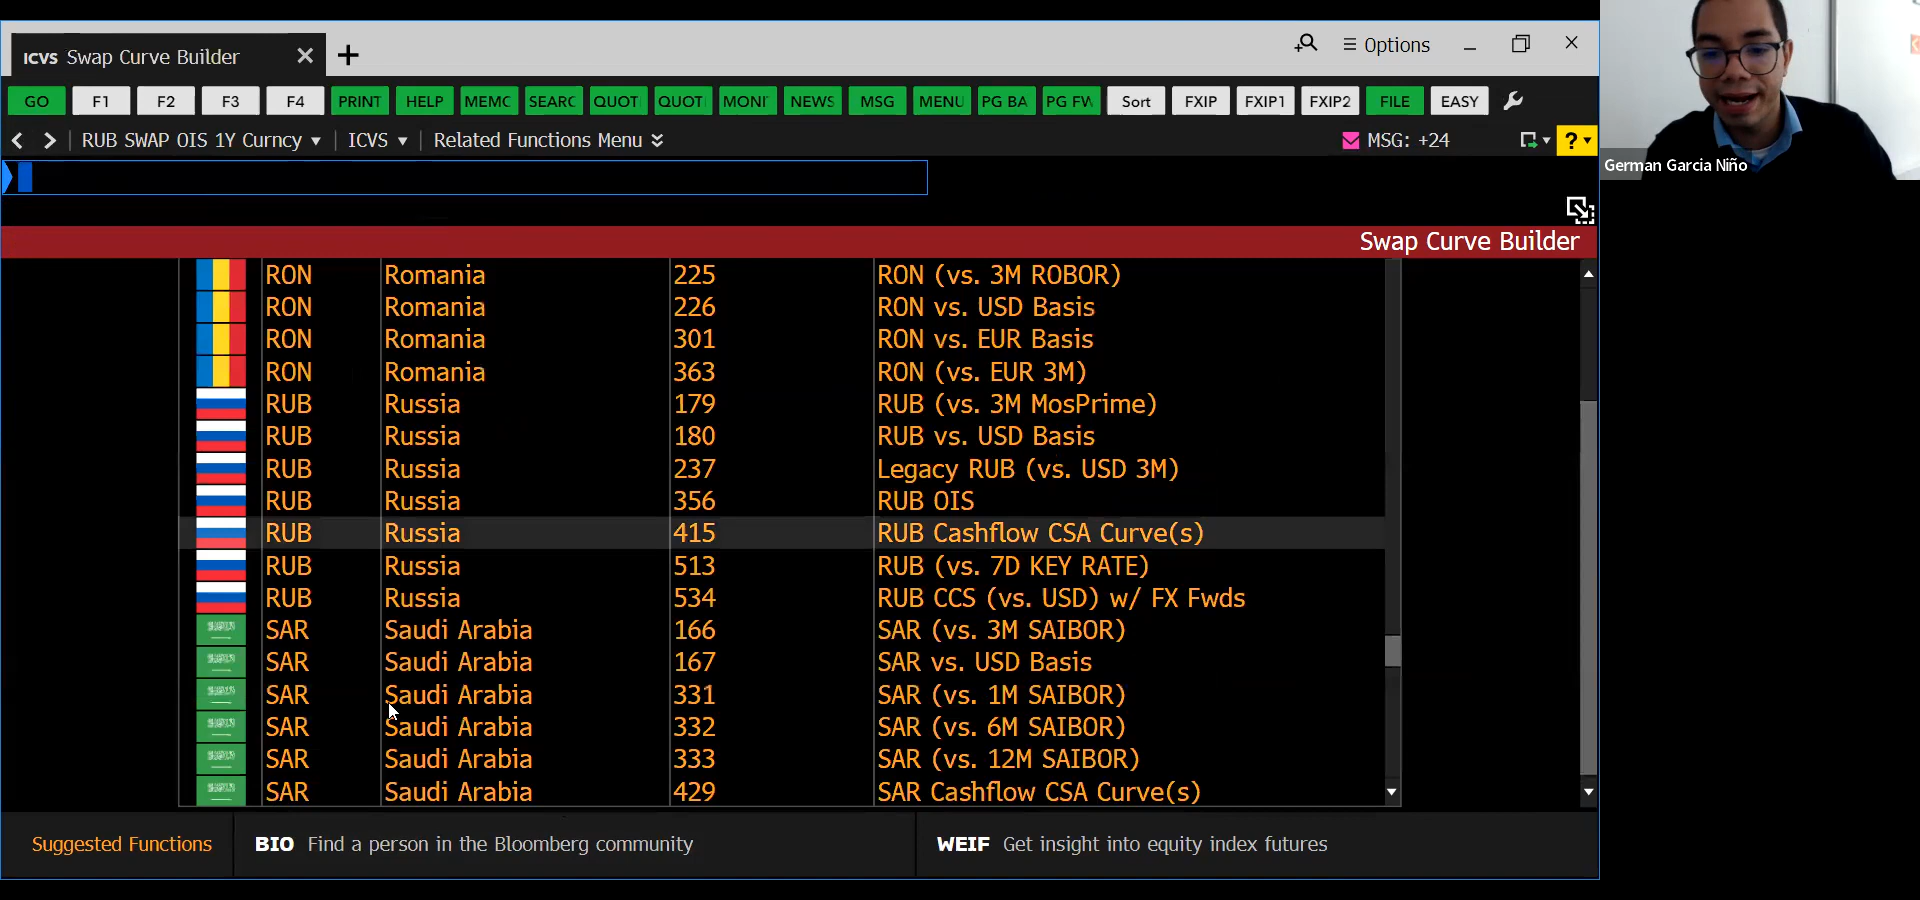 ICVS Swap Curve Builder
Options
GO F1 F2 F3 F4 PRINT HELP MEMC SEARC QUOT QUOT MONI NEWS MSG MENU PG BA PG FW Sort FXIP FXIP1 FXIP2 FILE EASY
RUB SWAP OIS 1Y Curncy ICVS Related Functions Menu MSG: +24 ?
German Garcia Niño
Swap Curve Builder
RON Romania 225 RON (vs. 3M ROBOR)
RON Romania 226 RON vs. USD Basis
RON Romania 301 RON vs. EUR Basis
RON Romania 363 RON (vs. EUR 3M)
RUB Russia 179 RUB (vs. 3M MosPrime)
RUB Russia 180 RUB vs. USD Basis
RUB Russia 237 Legacy RUB (vs. USD 3M)
RUB Russia 356 RUB OIS
RUB Russia 415 RUB Cashflow CSA Curve(s)
RUB Russia 513 RUB (vs. 7D KEY RATE)
RUB Russia 534 RUB CCS (vs. USD) w/ FX Fwds
SAR Saudi Arabia 166 SAR (vs. 3M SAIBOR)
SAR Saudi Arabia 167 SAR vs. USD Basis
SAR Saudi Arabia 331 SAR (vs. 1M SAIBOR)
SAR Saudi Arabia 332 SAR (vs. 6M SAIBOR)
SAR Saudi Arabia 333 SAR (vs. 12M SAIBOR)
SAR Saudi Arabia 429 SAR Cashflow CSA Curve(s)
Suggested Functions BIO Find a person in the Bloomberg community WEIF Get insight into equity index futures